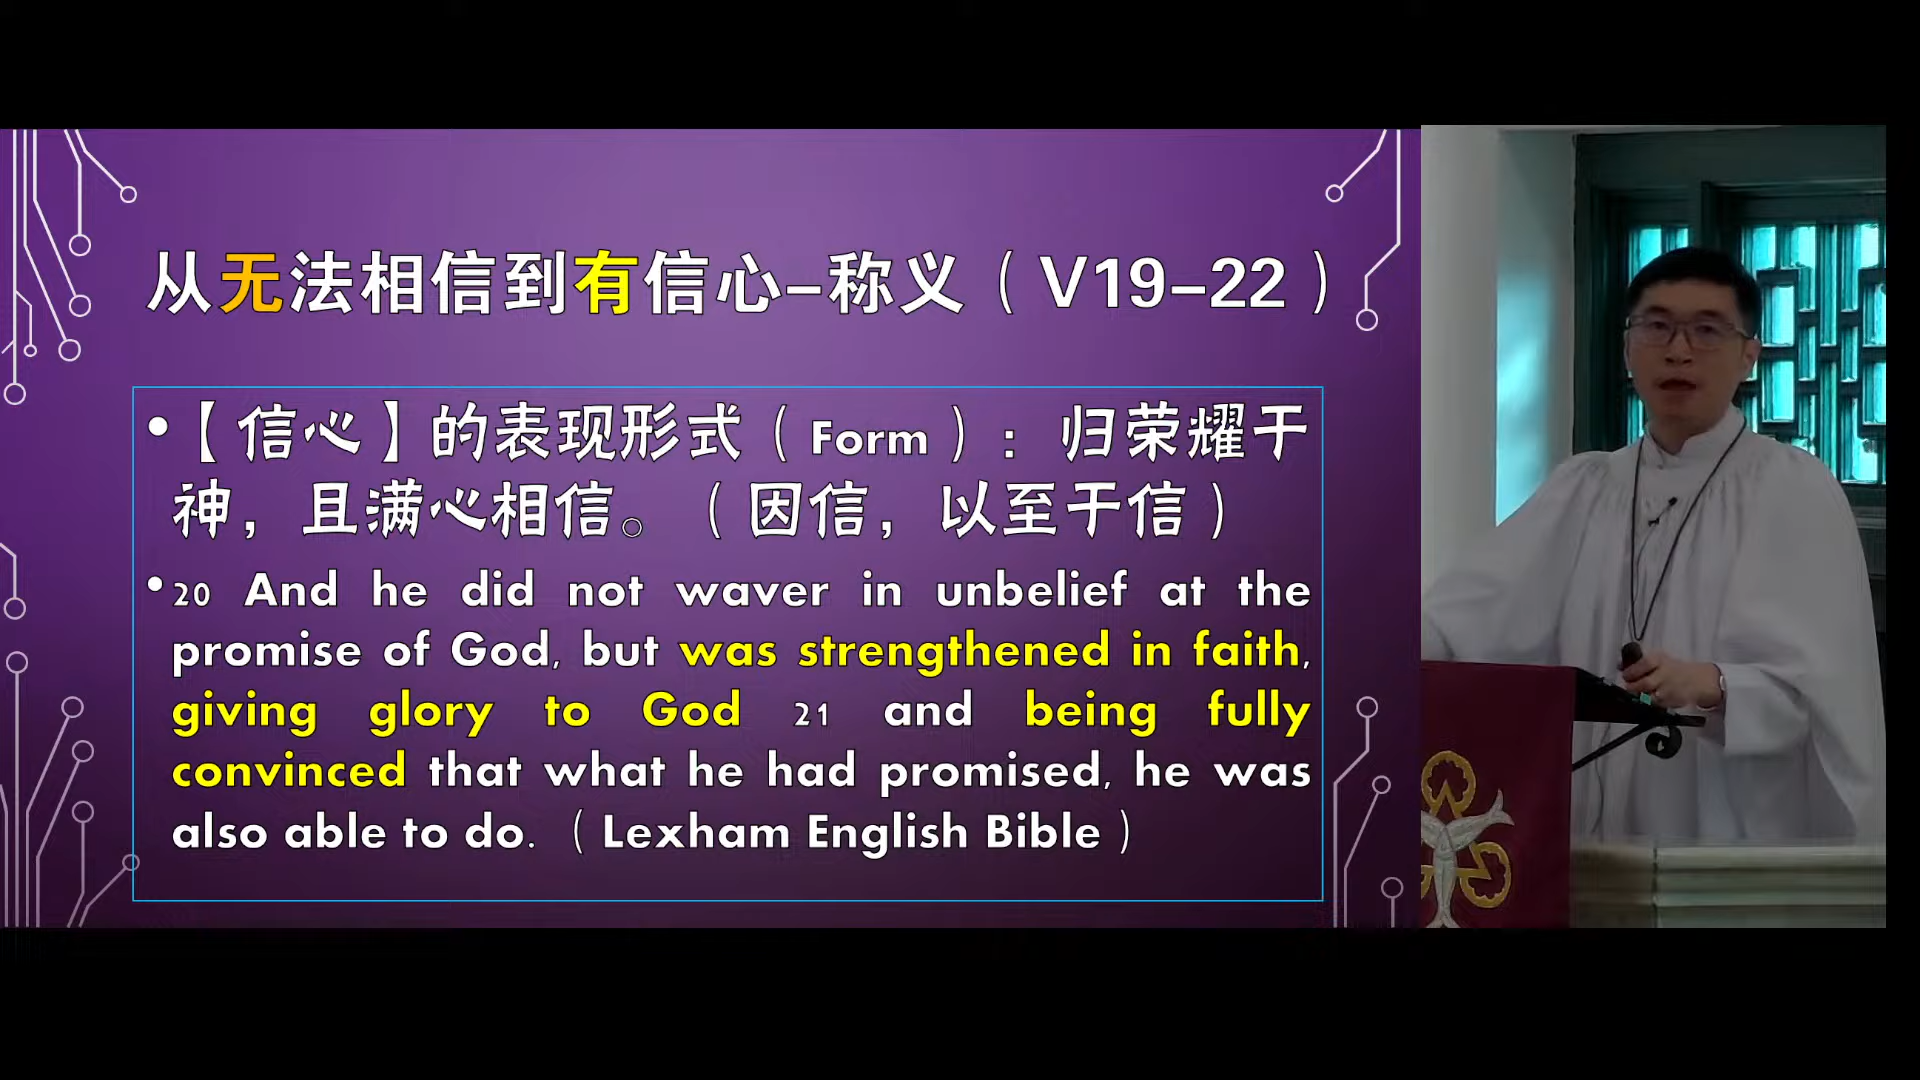 从无法相信到有信心-称义（V19-22）
•【信心】的表现形式（Form）：归荣耀于
神，且满心相信。（因信，以至于信）
•20 And he did not waver in unbelief at the
promise of God, but was strengthened in faith,
giving glory to God 21 and being fully
convinced that what he had promised, he was
also able to do.（Lexham English Bible）